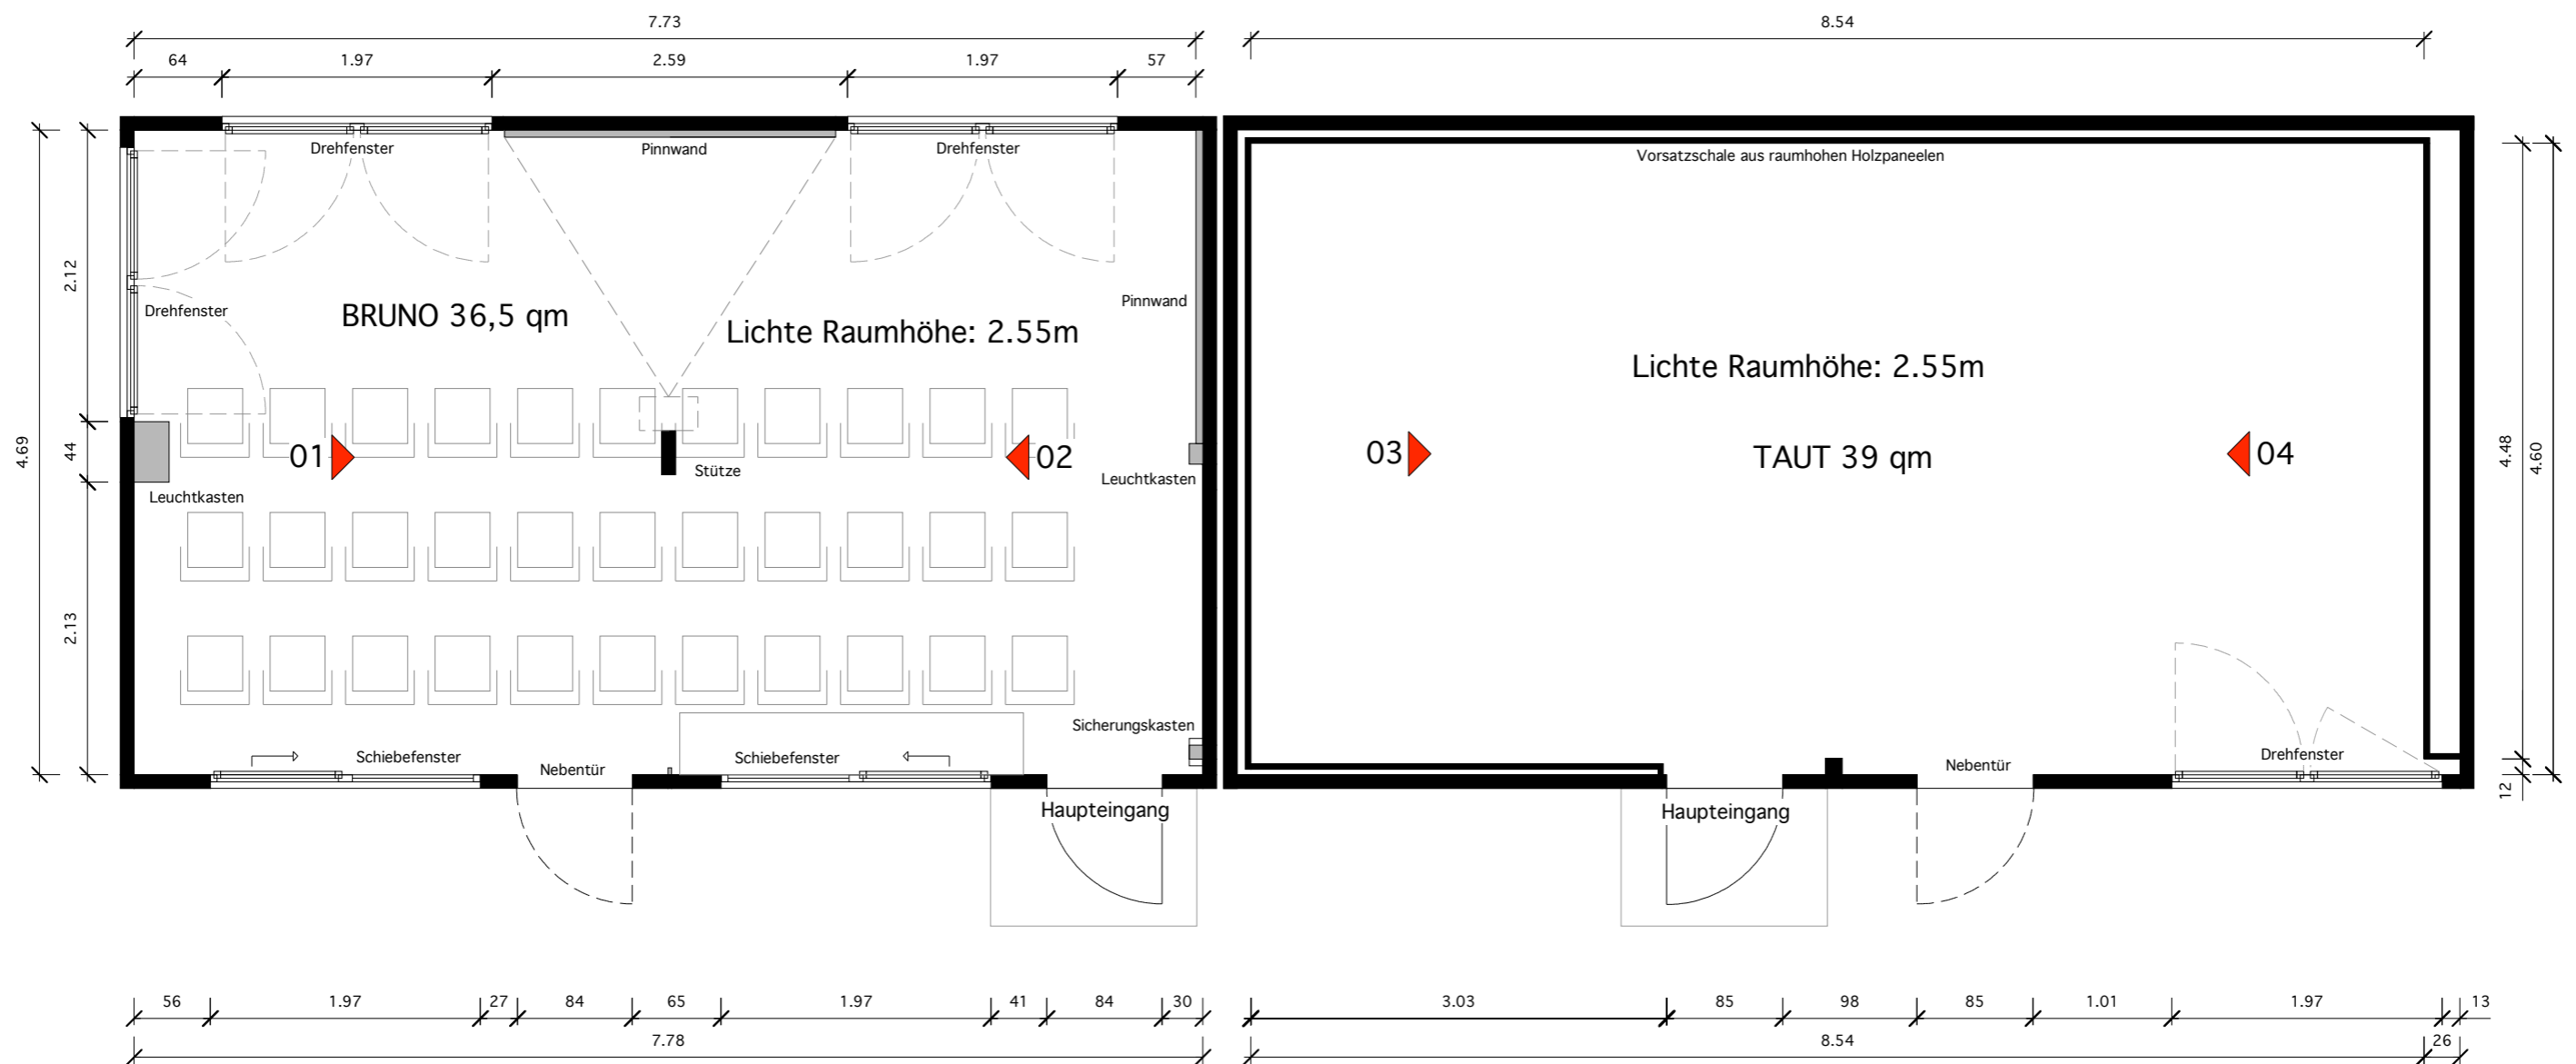 7.73
8.54
64
1.97
2.59
1.97
57
Drehfenster
Pinnwand
Drehfenster
Vorsatzschale aus raumhohen Holzpaneelen
2.12
Drehfenster
BRUNO 36,5 qm
Lichte Raumhöhe: 2.55m
Pinnwand
Lichte Raumhöhe: 2.55m
4.69
44
01
02
Stütze
Leuchtkasten
Leuchtkasten
03
TAUT 39 qm
04
4.48
4.60
2.13
Sicherungskasten
Schiebefenster
Nebentür
Schiebefenster
Haupteingang
Haupteingang
Nebentür
Drehfenster
12
56
1.97
27
84
65
1.97
41
84
30
3.03
85
98
85
1.01
1.97
13
7.78
8.54
26